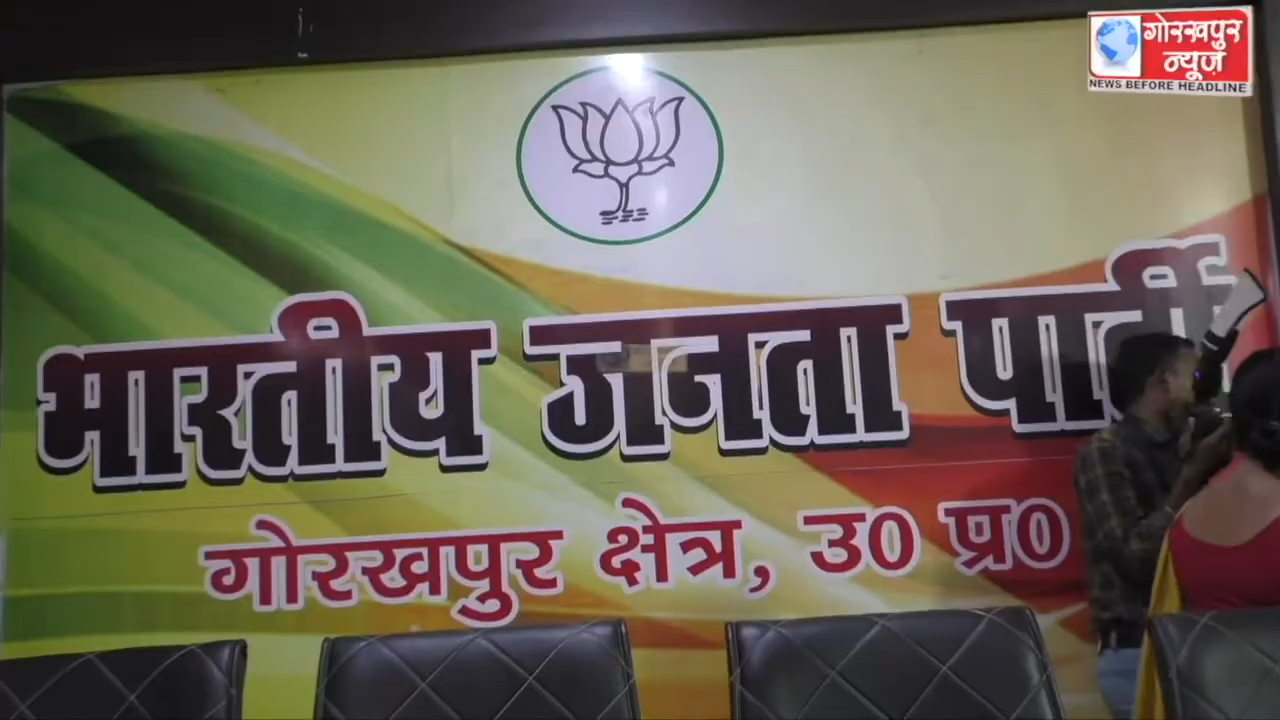 गोरखपुर
न्यूज़
NEWS BEFORE HEADLINE
भारतीय जनता पार्टी
गोरखपुर क्षेत्र, उ0 प्र0